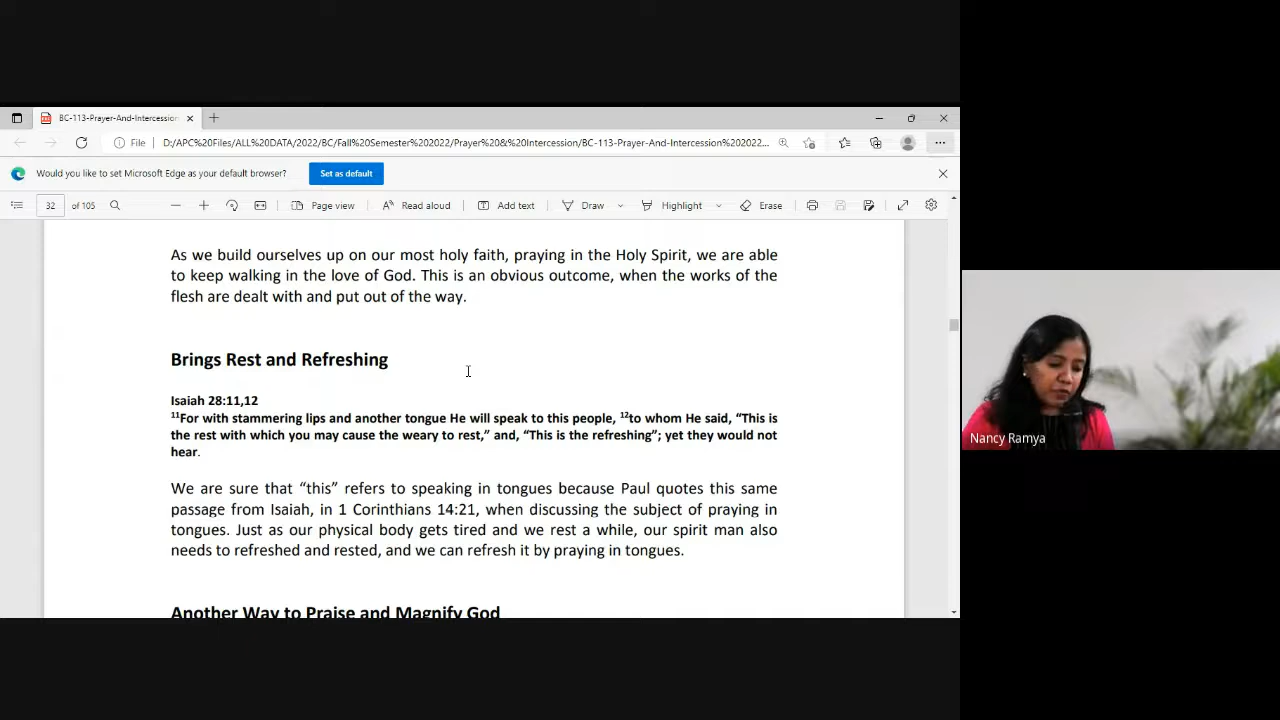 BC-113-Prayer-And-Intercession
File
D:/APC%20Files/ALL%20DATA/2022/BC/Fall%20Semester%202022/Prayer%20&%20Intercession/BC-113-Prayer-And-Intercession%202022...
Would you like to set Microsoft Edge as your default browser?
Set as default
32 of 105
Page view
Read aloud
Add text
Draw
Highlight
Erase
As we build ourselves up on our most holy faith, praying in the Holy Spirit, we are able
to keep walking in the love of God. This is an obvious outcome, when the works of the
flesh are dealt with and put out of the way.
Brings Rest and Refreshing
Isaiah 28:11,12
11For with stammering lips and another tongue He will speak to this people, 12to whom He said, “This is
the rest with which you may cause the weary to rest,” and, “This is the refreshing”; yet they would not
hear.
We are sure that “this” refers to speaking in tongues because Paul quotes this same
passage from Isaiah, in 1 Corinthians 14:21, when discussing the subject of praying in
tongues. Just as our physical body gets tired and we rest a while, our spirit man also
needs to refreshed and rested, and we can refresh it by praying in tongues.
Another Way to Praise and Magnify God
Nancy Ramya